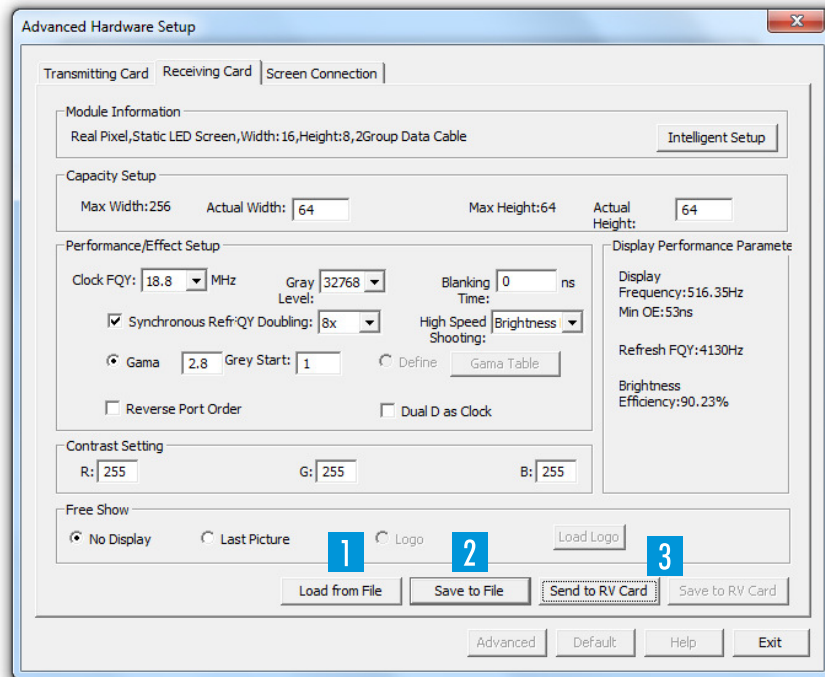 Advanced Hardware Setup
Transmitting Card Receiving Card Screen Connection
Module Information
Real Pixel,Static LED Screen,Width:16,Height:8,2Group Data Cable
Intelligent Setup
Capacity Setup
Max Width:256 Actual Width: 64 Max Height:64 Actual Height: 64
Performance/Effect Setup
Clock FQY: 18.8 MHz Gray Level: 32768 Blanking Time: 0 ns
Synchronous Refr QY Doubling: 8x High Speed Shooting: Brightness
Gama 2.8 Grey Start: 1 Define Gama Table
Reverse Port Order Dual D as Clock
Display Performance Paramete
Display
Frequency:516.35Hz
Min OE:53ns
Refresh FQY:4130Hz
Brightness
Efficiency:90.23%
Contrast Setting
R: 255 G: 255 B: 255
Free Show
No Display Last Picture Logo Load Logo
1 2 3
Load from File Save to File Send to RV Card Save to RV Card
Advanced Default Help Exit